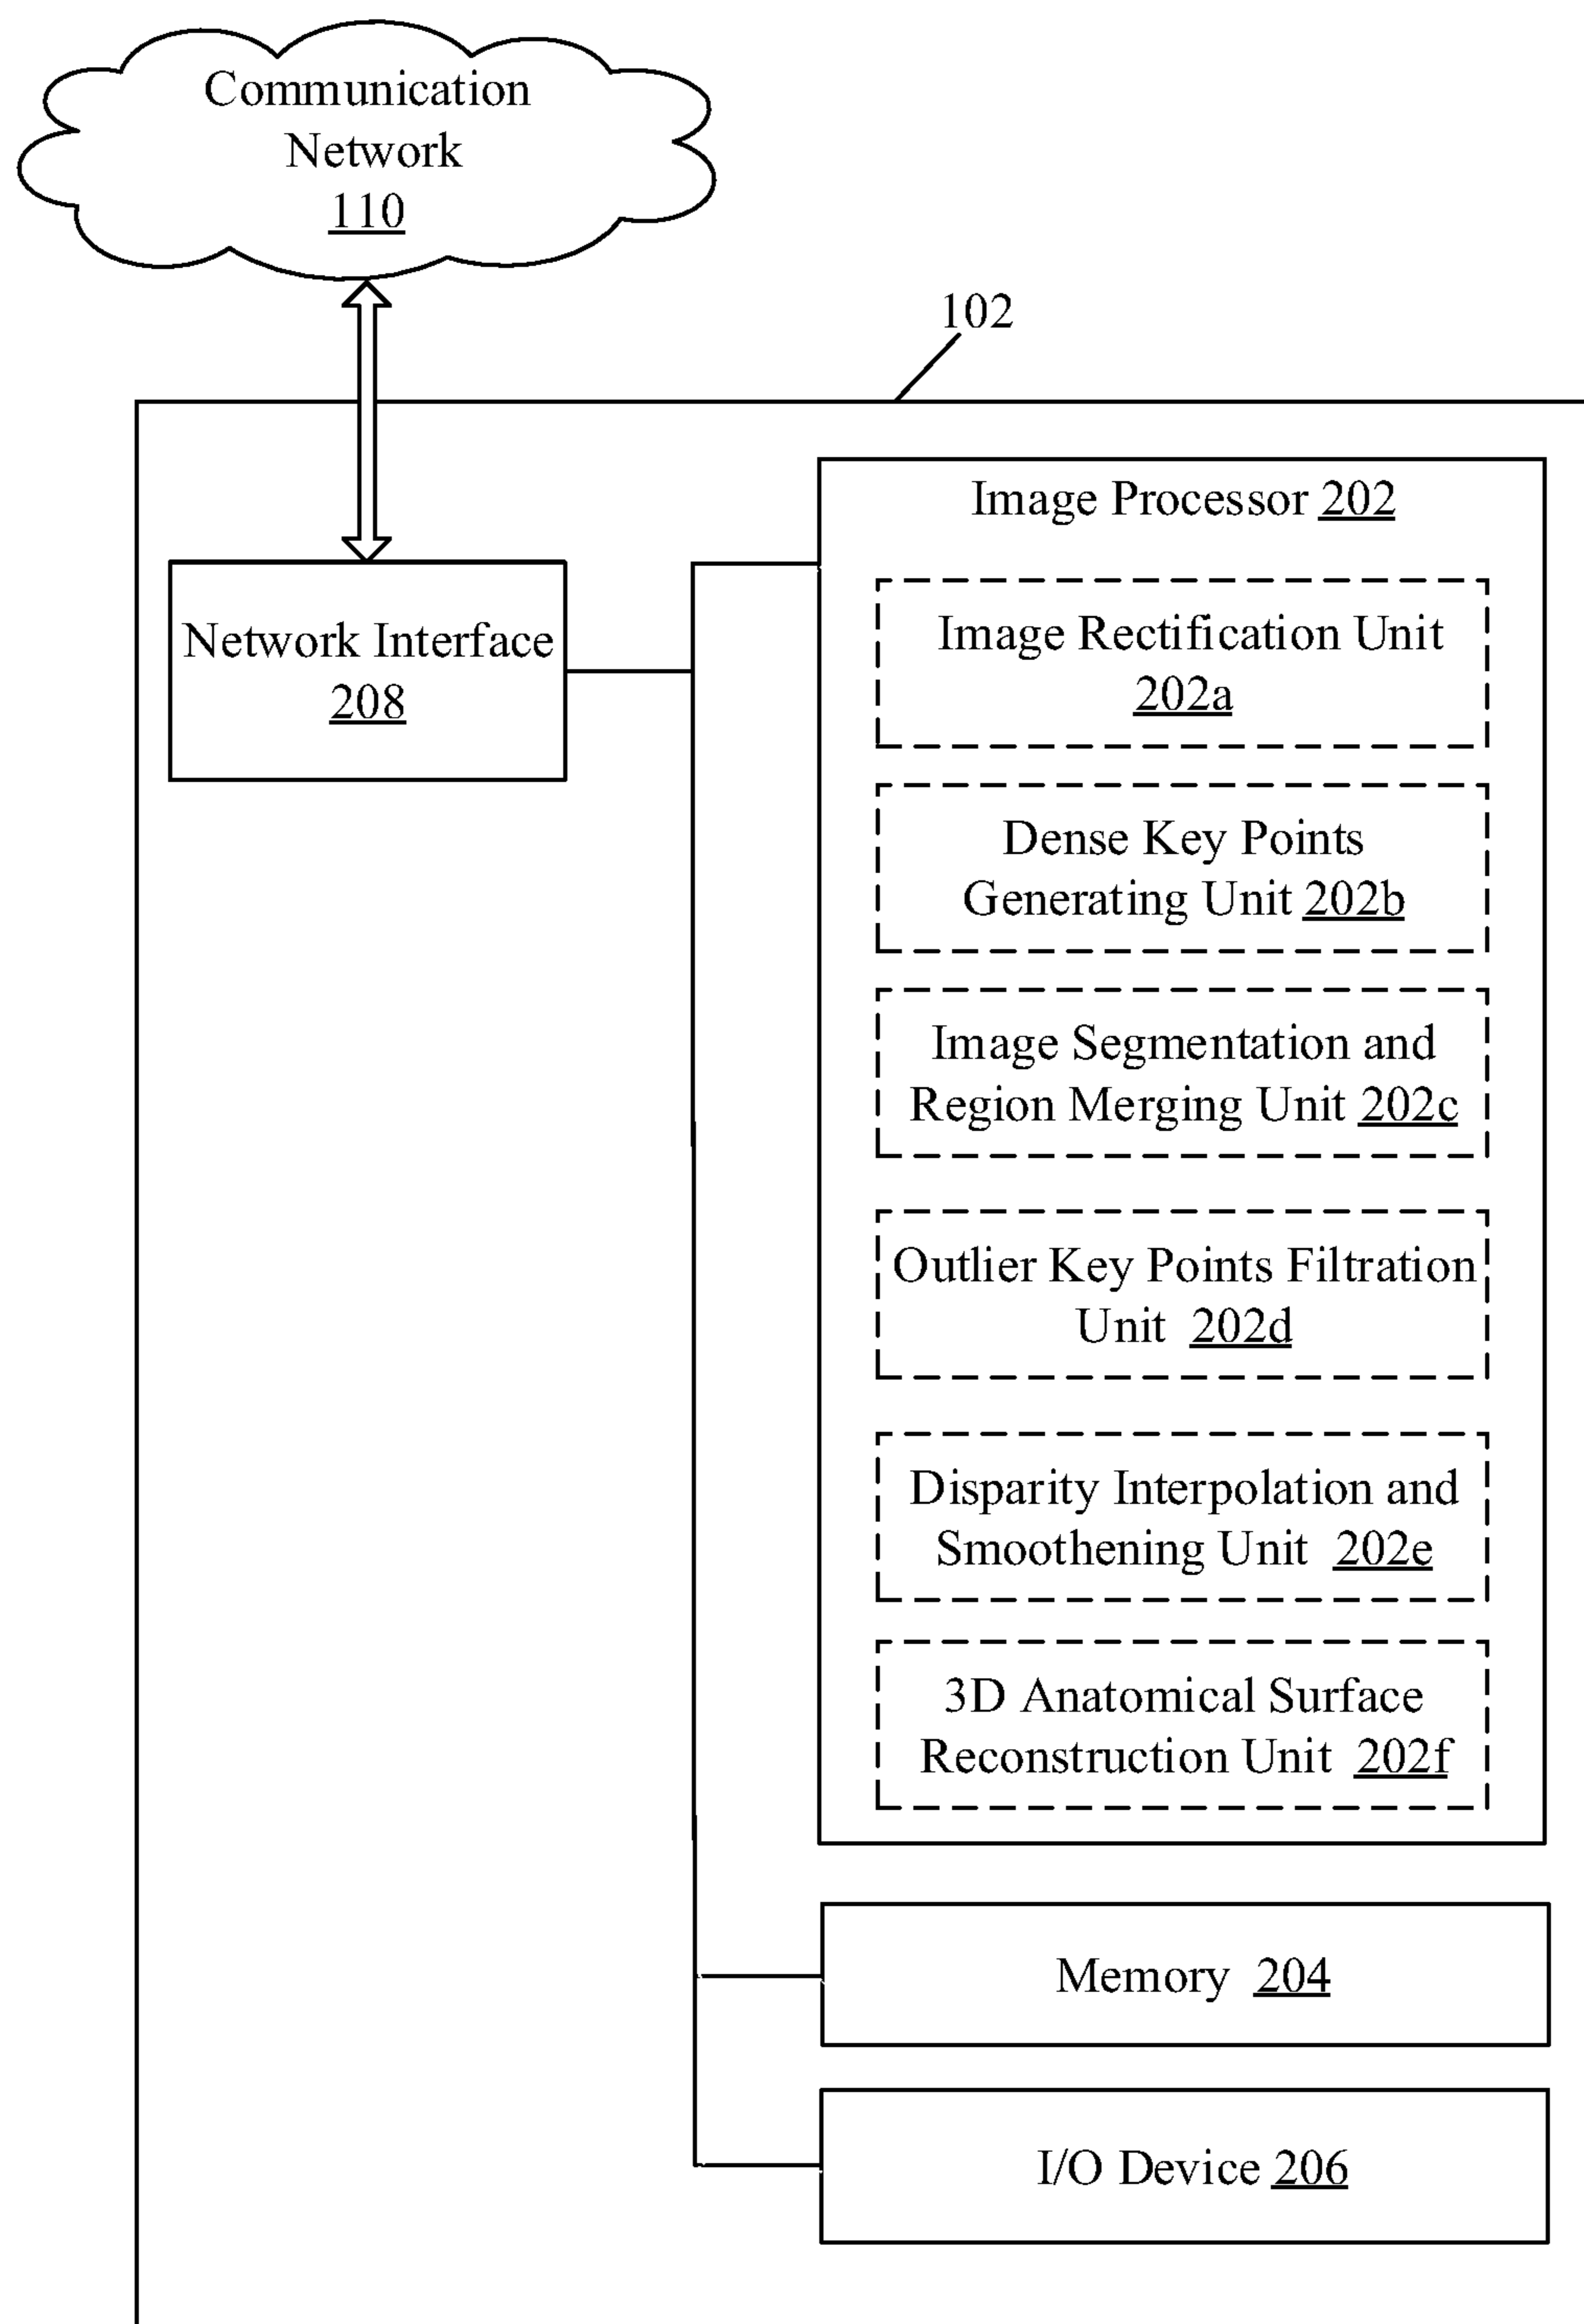 Communication
Network
110
102
Image Processor 202
Image Rectification Unit
202a
Network Interface
208
Dense Key Points
Generating Unit 202b
Image Segmentation and
Region Merging Unit 202c
Outlier Key Points Filtration
Unit 202d
Disparity Interpolation and
Smoothening Unit 202e
3D Anatomical Surface
Reconstruction Unit 202f
Memory 204
I/O Device 206